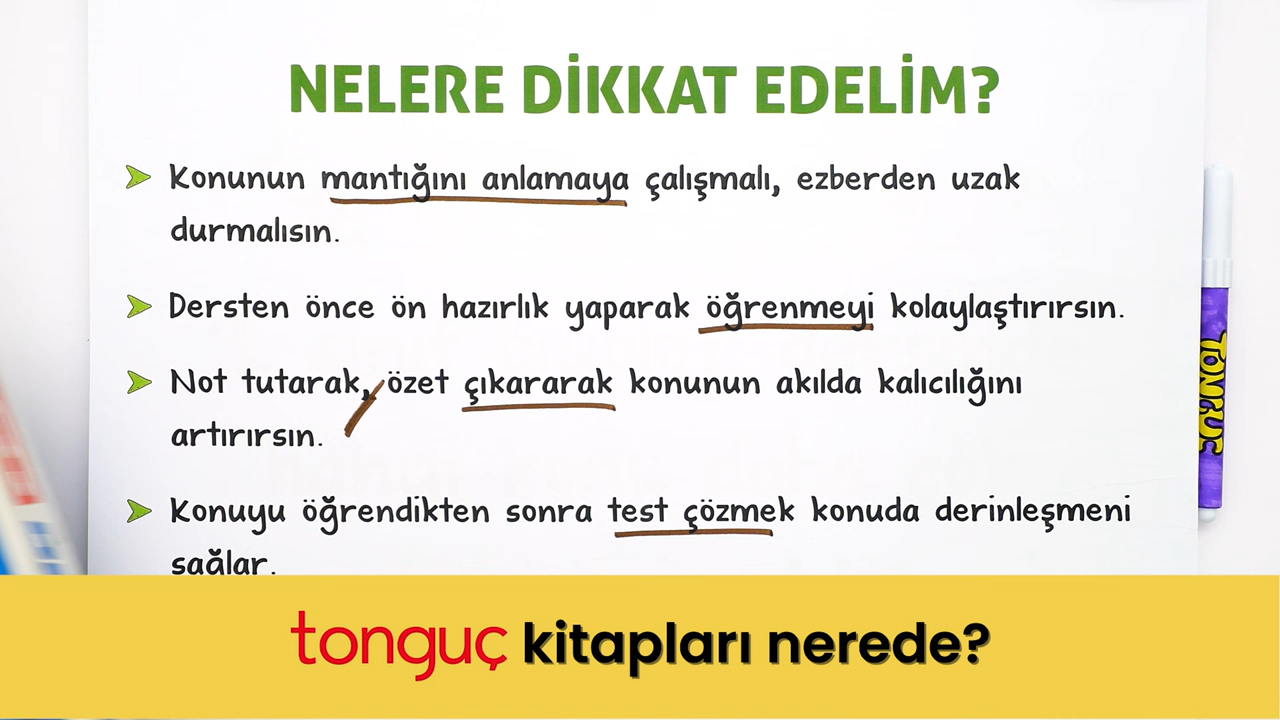 NELERE DİKKAT EDELİM?
Konunun mantığını anlamaya çalışmalı, ezberden uzak
durmalısın.
Dersten önce ön hazırlık yaparak öğrenmeyi kolaylaştırırsın.
Not tutarak, özet çıkararak konunun akılda kalıcılığını
artırırsın.
Konuyu öğrendikten sonra test çözmek konuda derinleşmeni
sağlar.
TONGUÇ
tonguç kitapları nerede?